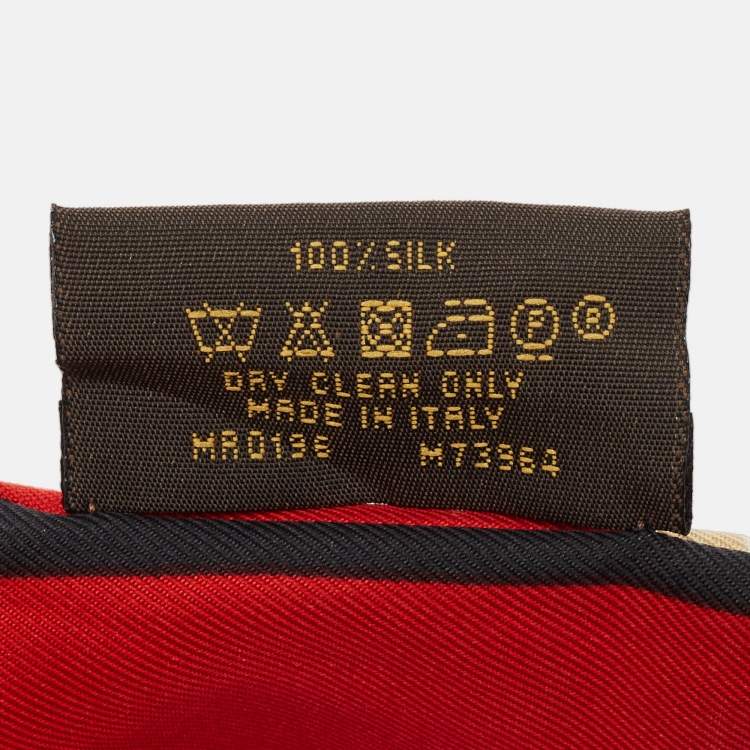 100% SILK
P R
DRY CLEAN ONLY
MADE IN ITALY
MR0196 M73964